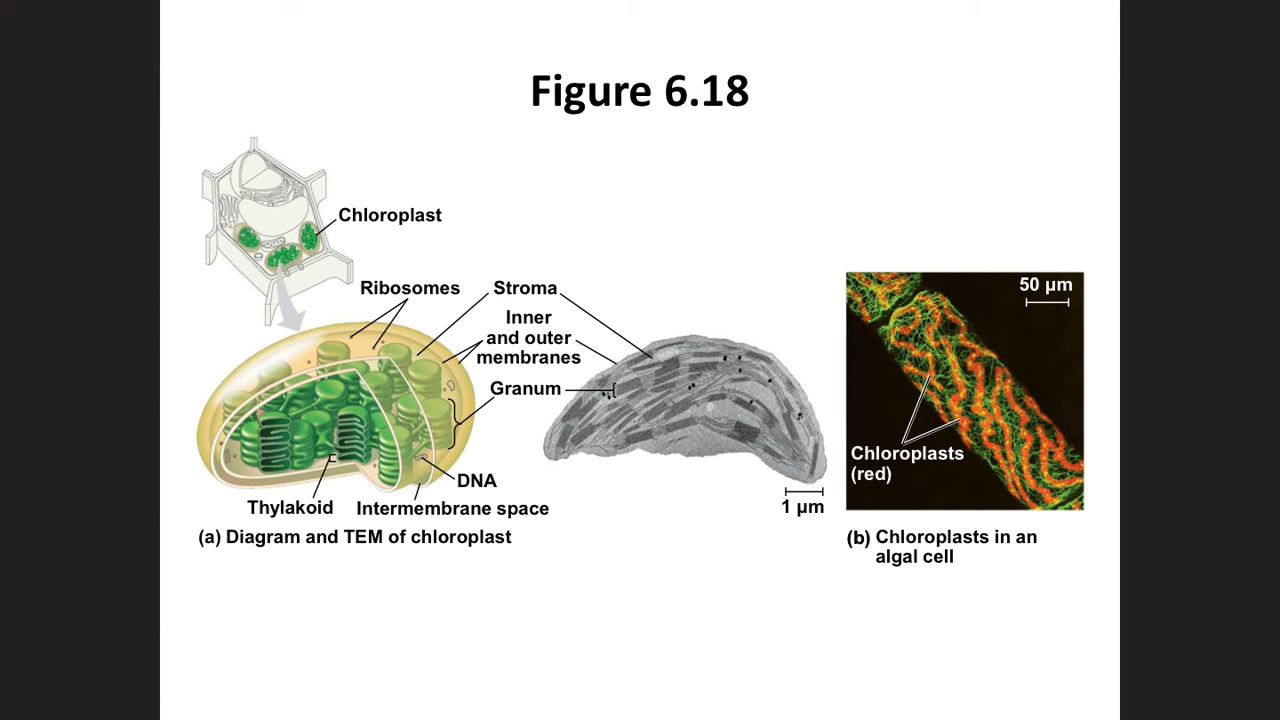 Figure 6.18
Chloroplast
Ribosomes
Stroma
Inner
and outer
membranes
Granum
DNA
Thylakoid
Intermembrane space
1 µm
(a) Diagram and TEM of chloroplast
50 µm
Chloroplasts
(red)
(b) Chloroplasts in an
algal cell